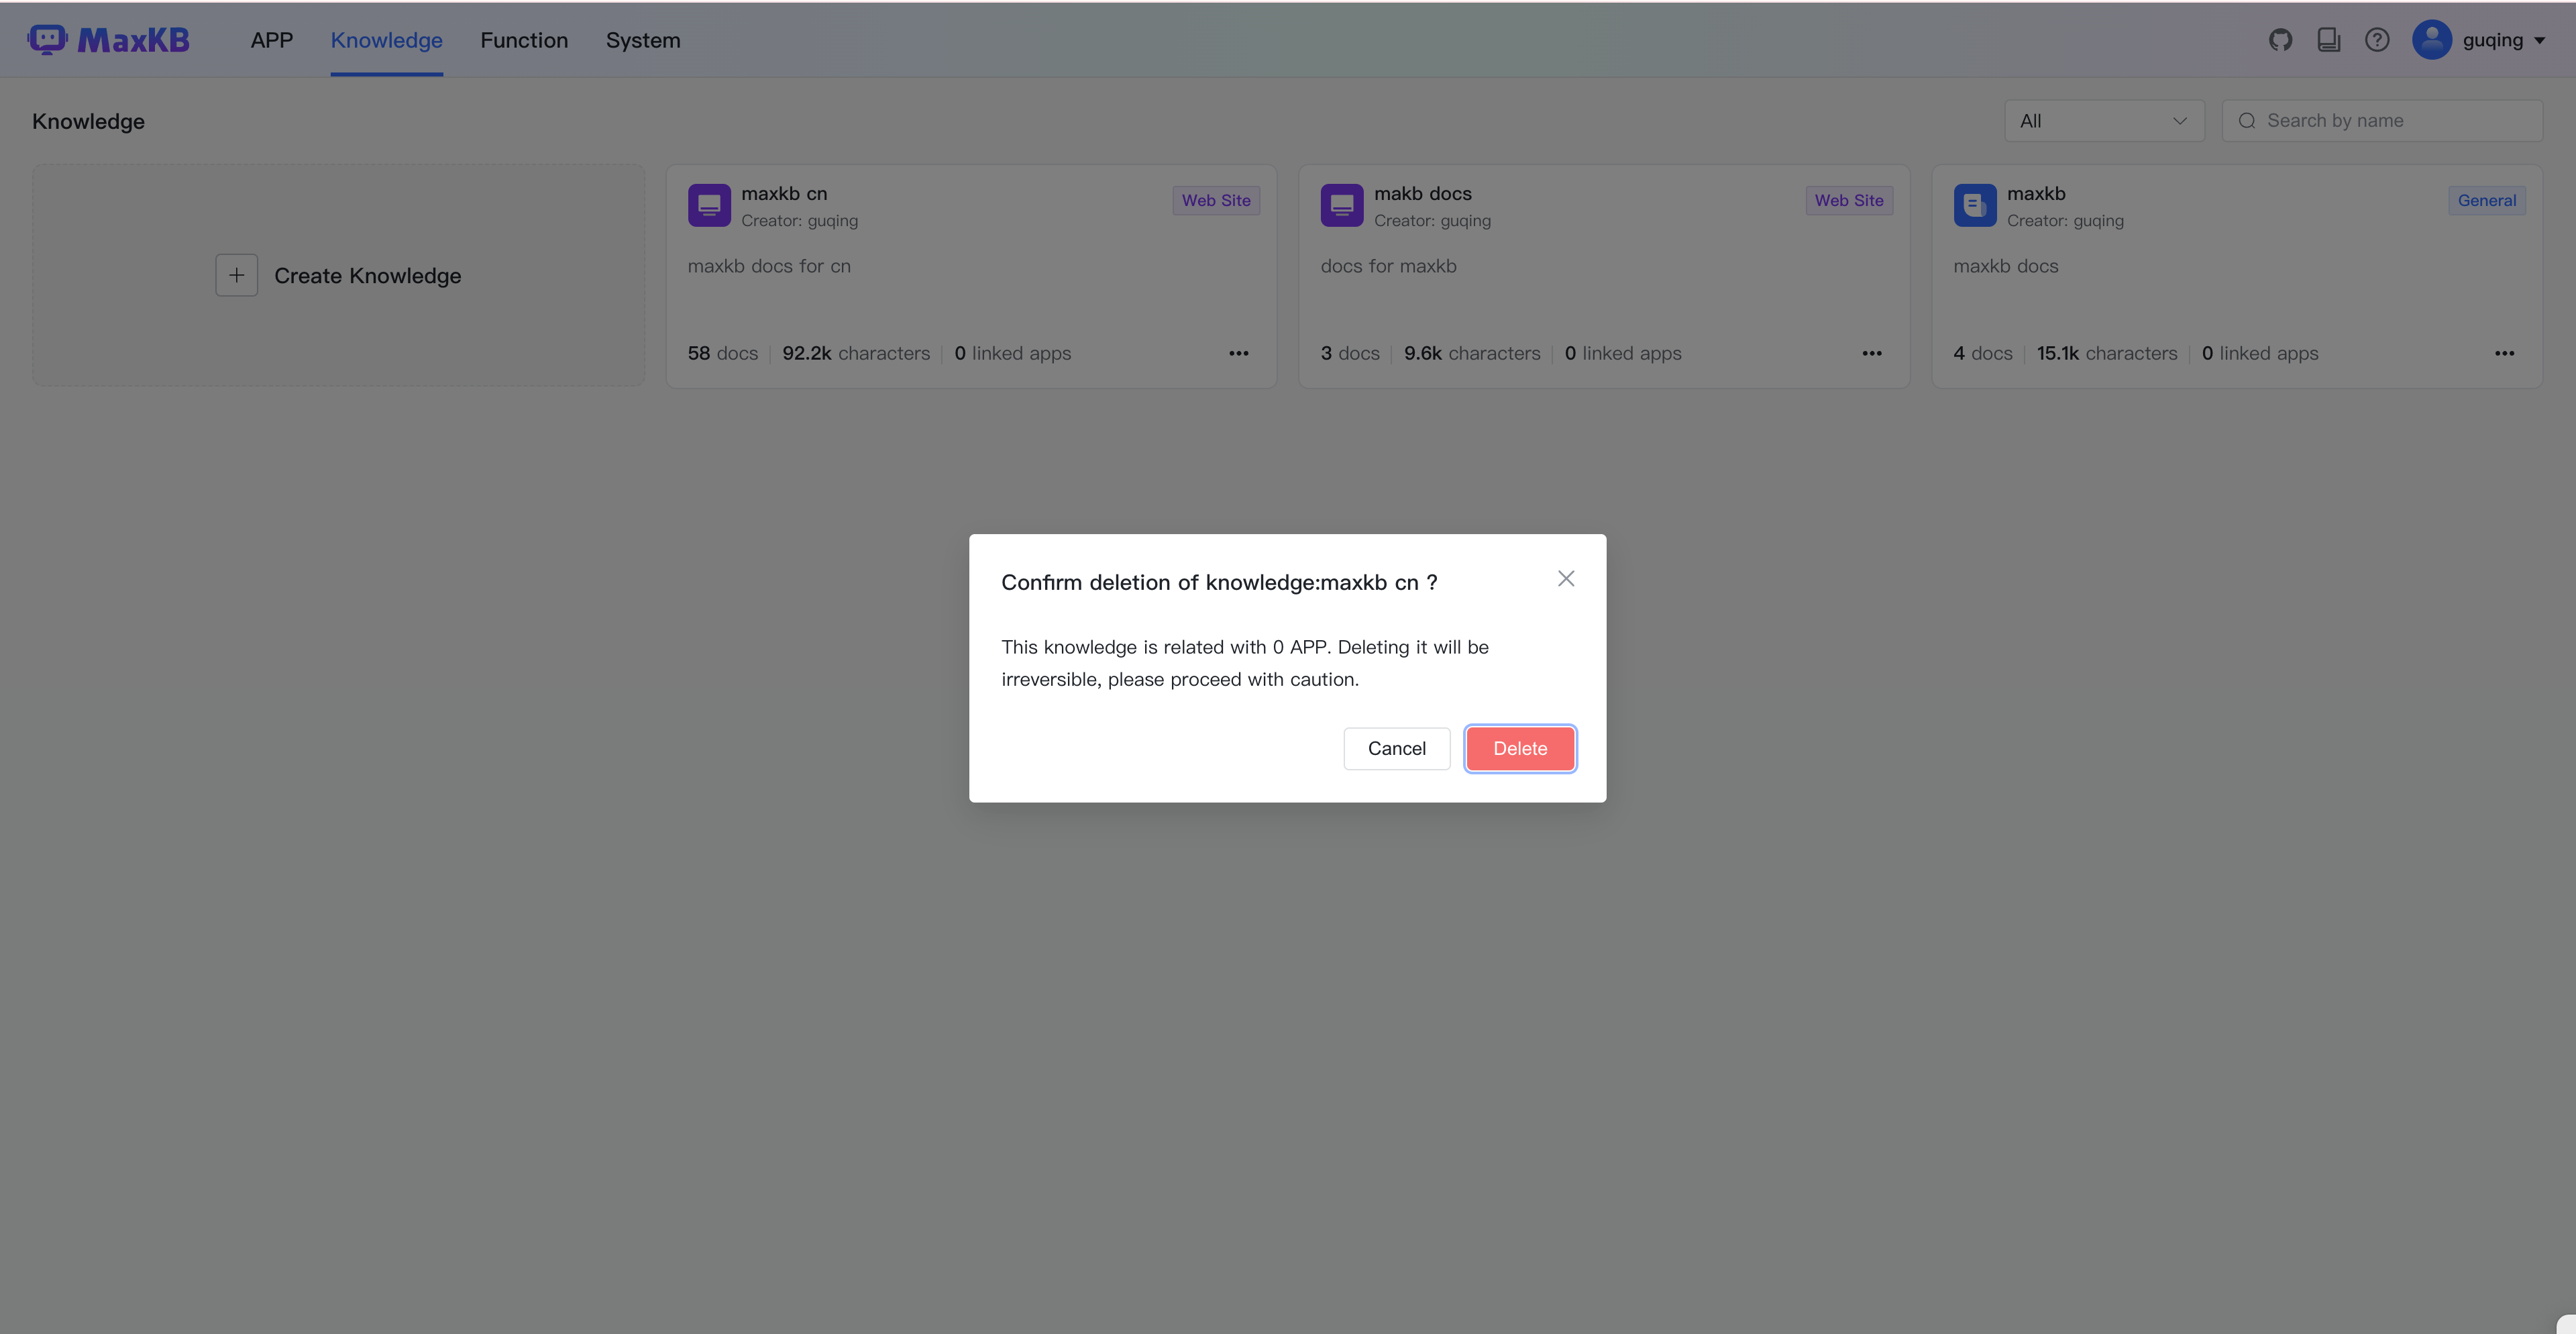 MaxKB APP Knowledge Function System guqing
Knowledge All Search by name
Create Knowledge
maxkb cn Web Site
Creator: guqing
maxkb docs for cn
58 docs 92.2k characters 0 linked apps
makb docs Web Site
Creator: guqing
docs for maxkb
3 docs 9.6k characters 0 linked apps
maxkb General
Creator: guqing
maxkb docs
4 docs 15.1k characters 0 linked apps
Confirm deletion of knowledge:maxkb cn ?
This knowledge is related with 0 APP. Deleting it will be
irreversible, please proceed with caution.
Cancel Delete